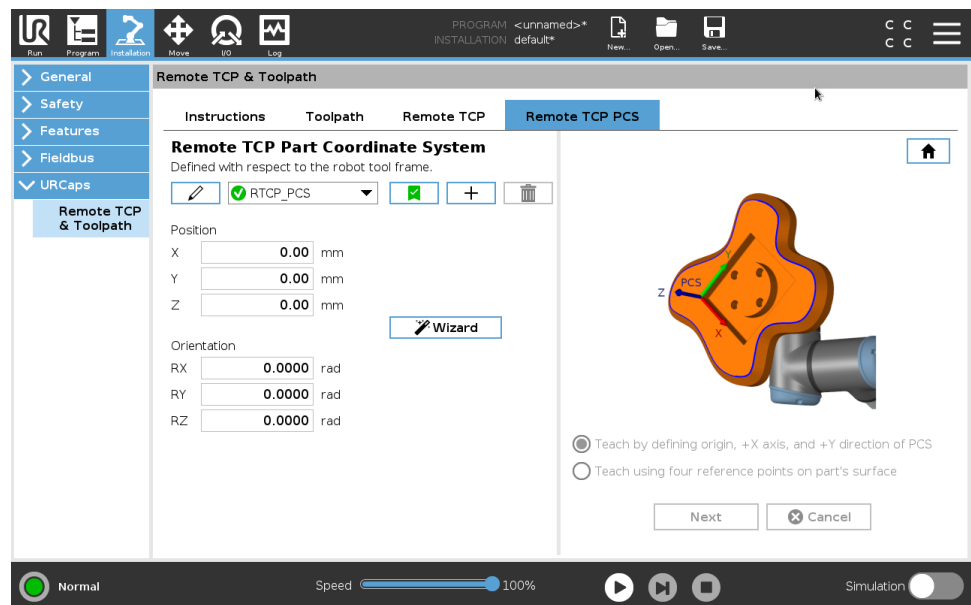 UR
Run
Program
Installation
Move
I/O
Log
PROGRAM <unnamed>*
INSTALLATION default*
New...
Open...
Save...
C C
C C
General
Safety
Features
Fieldbus
URCaps
Remote TCP
& Toolpath
Remote TCP & Toolpath
Instructions
Toolpath
Remote TCP
Remote TCP PCS
Remote TCP Part Coordinate System
Defined with respect to the robot tool frame.
RTCP_PCS
Position
X 0.00 mm
Y 0.00 mm
Z 0.00 mm
Wizard
Orientation
RX 0.0000 rad
RY 0.0000 rad
RZ 0.0000 rad
Y
PCS
Z
X
Teach by defining origin, +X axis, and +Y direction of PCS
Teach using four reference points on part's surface
Next
Cancel
Normal
Speed
100%
Simulation